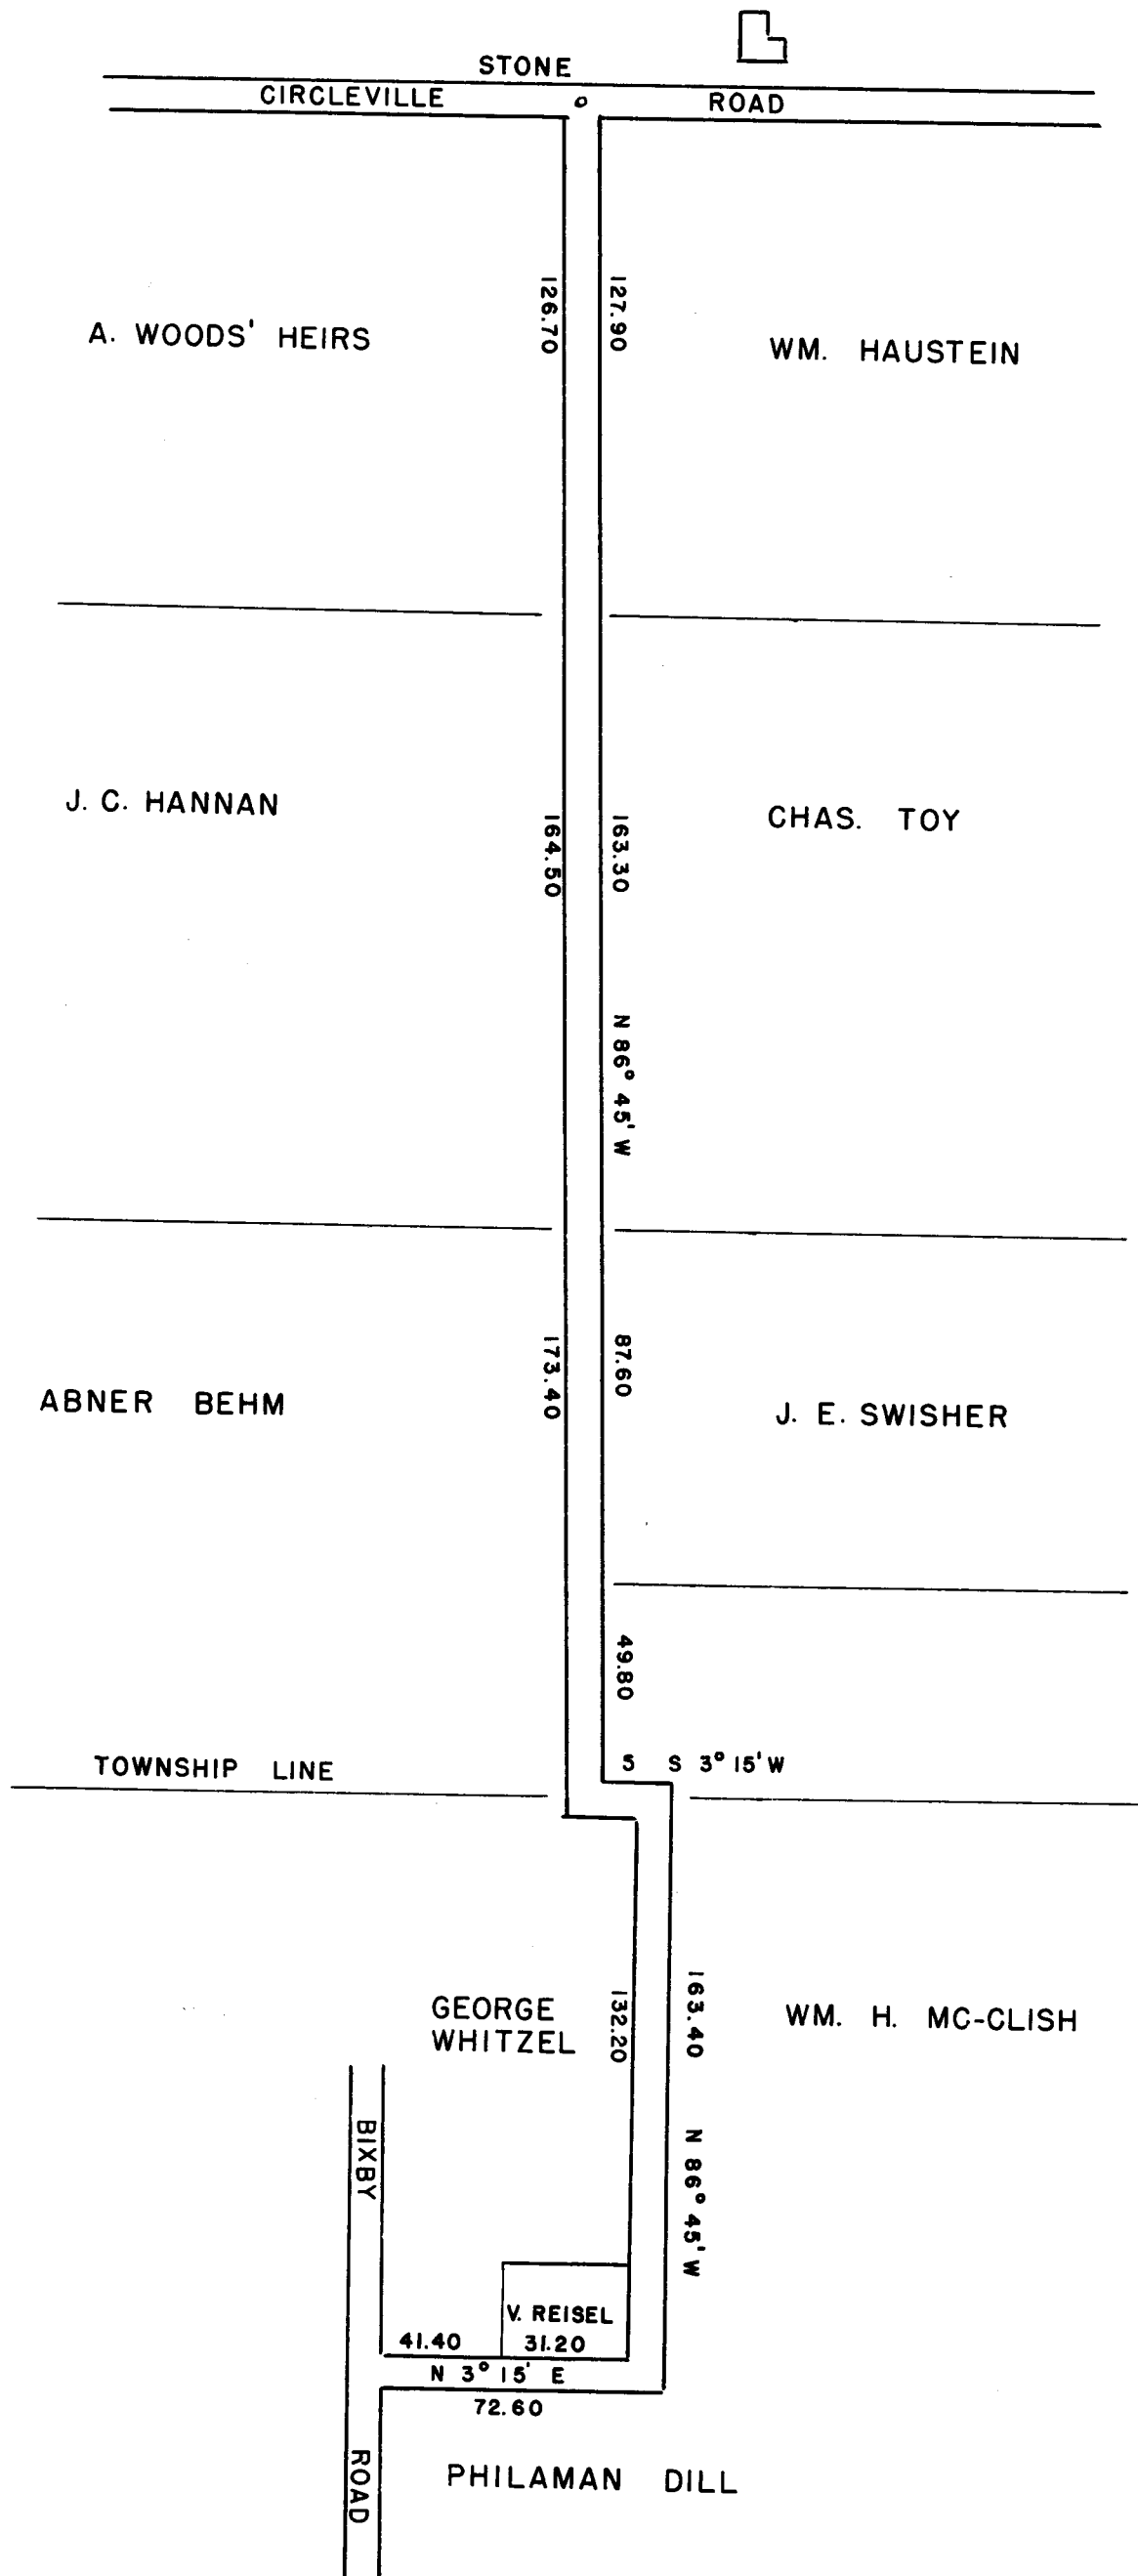 STONE
CIRCLEVILLE ROAD
126.70
127.90
A. WOODS' HEIRS
WM. HAUSTEIN
J. C. HANNAN
CHAS. TOY
164.50
163.30
N 86° 45' W
173.40
87.60
ABNER BEHM
J. E. SWISHER
49.80
5 S 3° 15' W
TOWNSHIP LINE
GEORGE
WHITZEL
132.20
163.40
WM. H. MC-CLISH
N 86° 45' W
BIXBY ROAD
V. REISEL
41.40
31.20
N 3° 15' E
72.60
PHILAMAN DILL